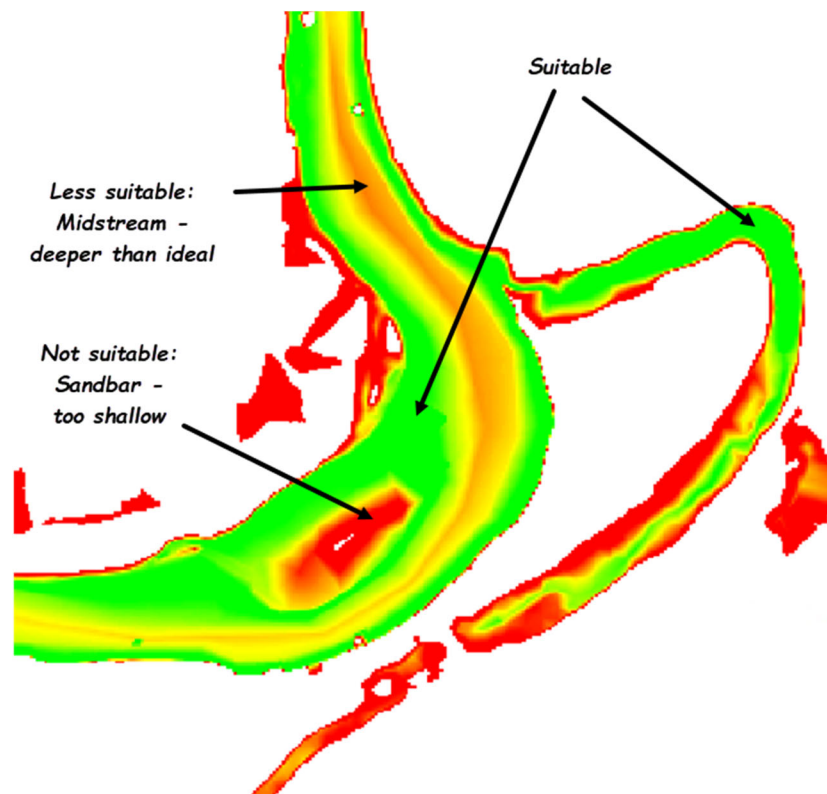 Suitable
Less suitable:
Midstream -
deeper than ideal
Not suitable:
Sandbar -
too shallow